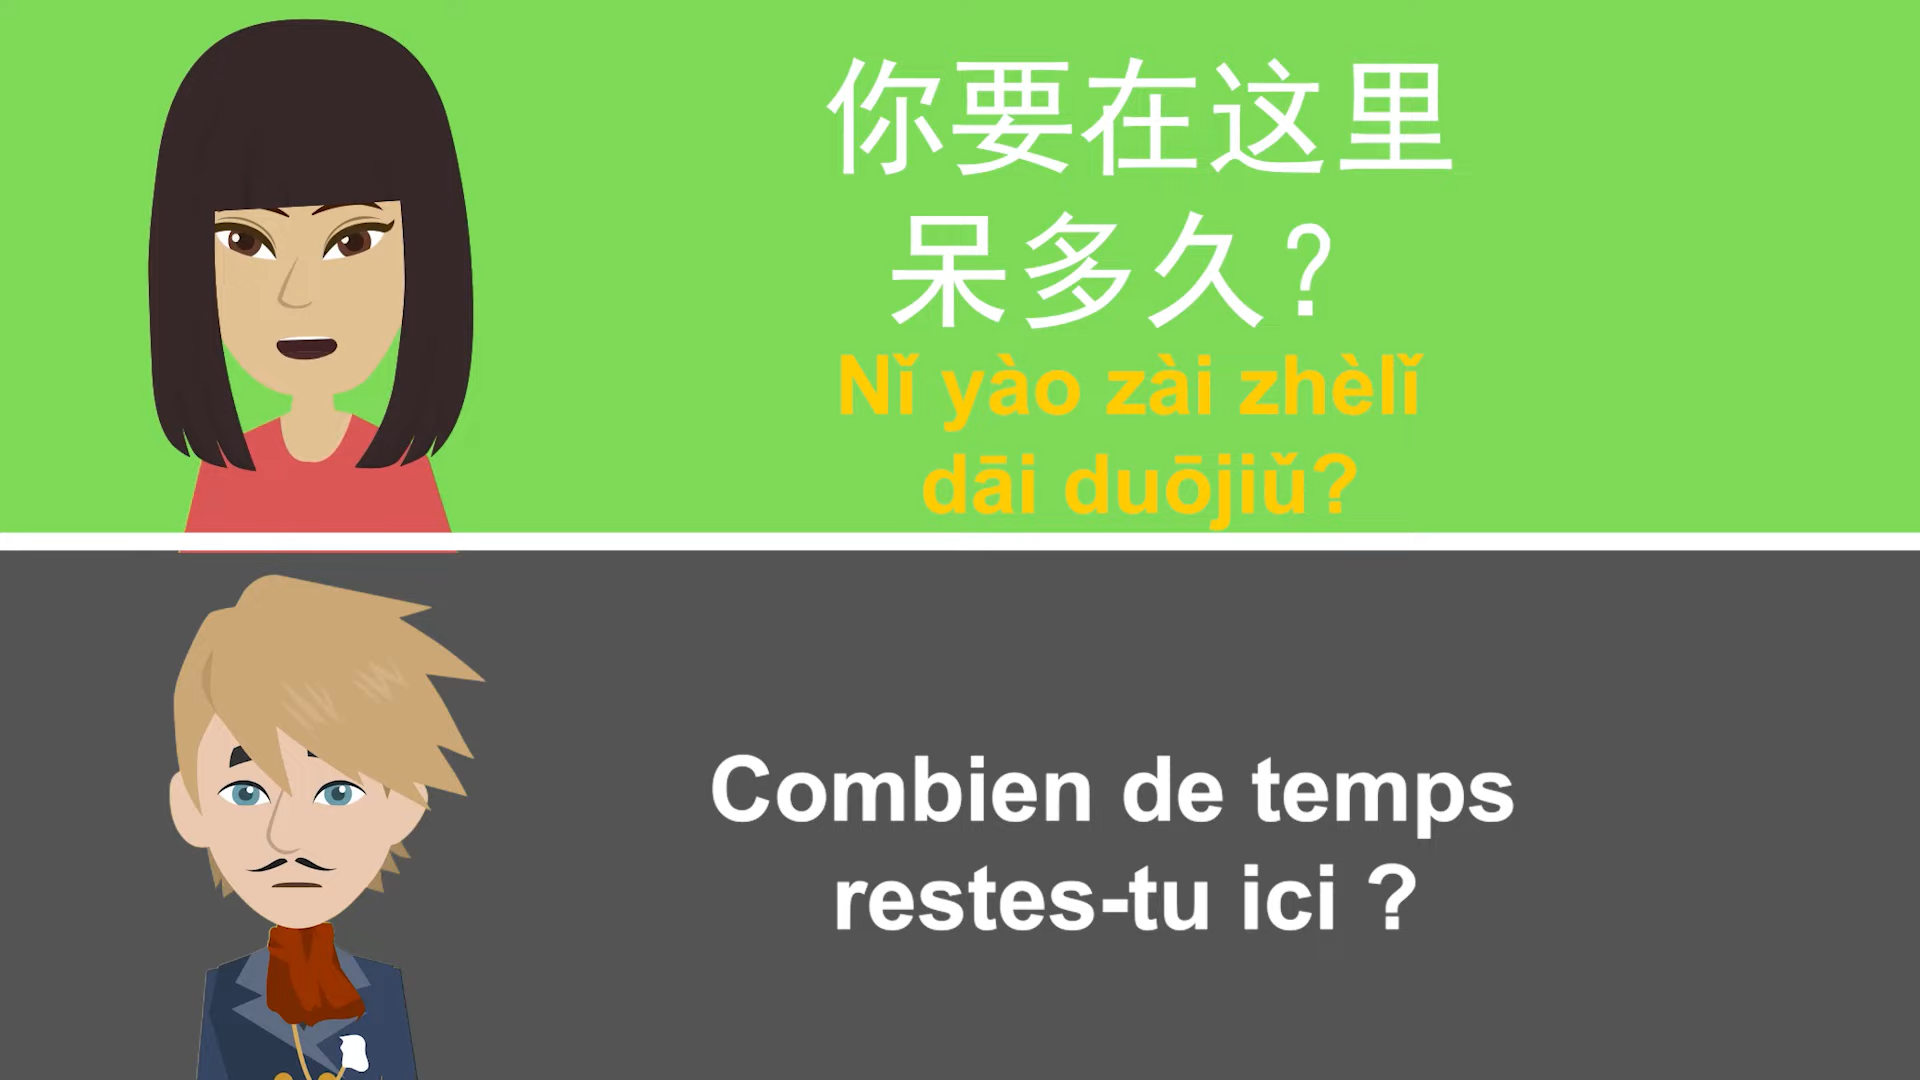 你要在这里
呆多久？
Nǐ yào zài zhèlǐ
dāi duōjiǔ?
Combien de temps
restes-tu ici ?